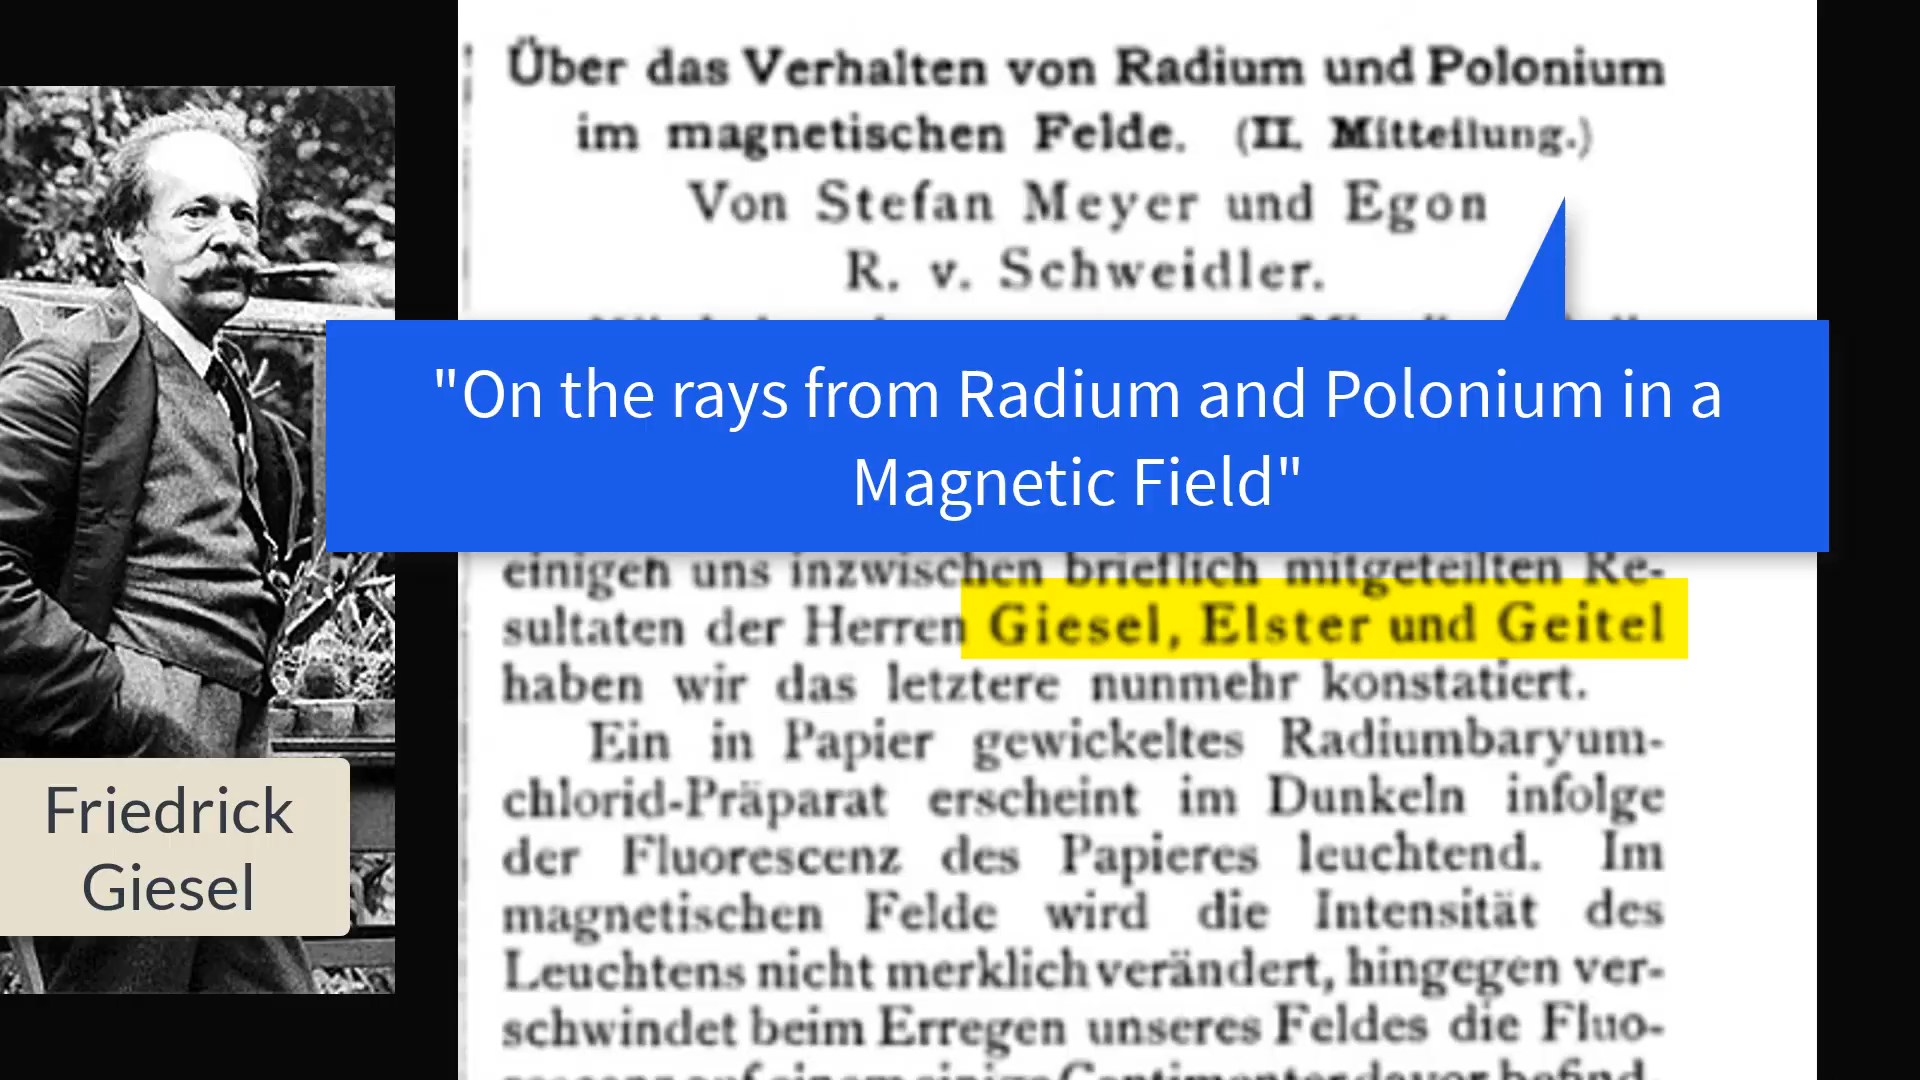 Über das Verhalten von Radium und Polonium
im magnetischen Felde. (II. Mitteilung.)
Von Stefan Meyer und Egon
R. v. Schweidler.
"On the rays from Radium and Polonium in a
Magnetic Field"
einigen uns inzwischen brieflich mitgeteilten Re-
sultaten der Herren Giesel, Elster und Geitel
haben wir das letztere nunmehr konstatiert.
Ein in Papier gewickeltes Radiumbaryum-
chlorid-Präparat erscheint im Dunkeln infolge
der Fluorescenz des Papieres leuchtend. Im
magnetischen Felde wird die Intensität des
Leuchtens nicht merklich verändert, hingegen ver-
schwindet beim Erregen unseres Feldes die Fluo-
Friedrick
Giesel